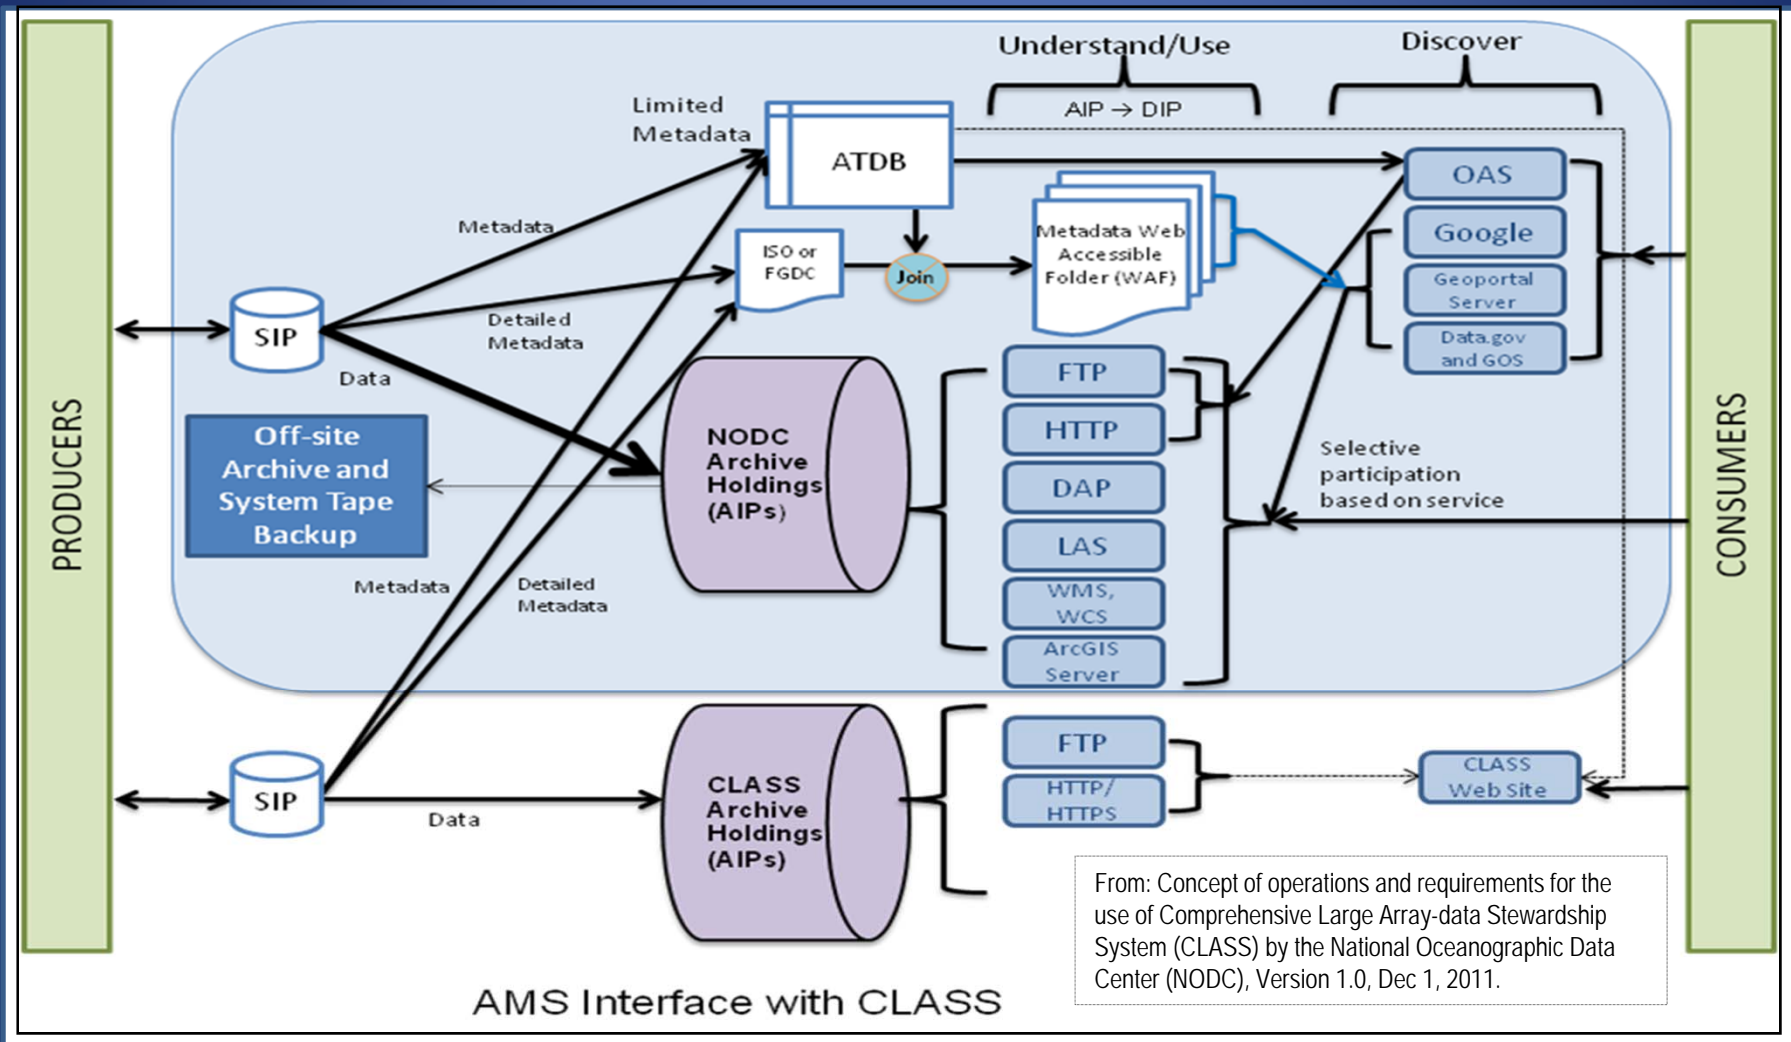 PRODUCERS
CONSUMERS
Understand/Use
AIP → DIP
Discover
Limited
Metadata
ATDB
OAS
Google
Geoportal
Server
Data.gov
and GOS
Metadata
ISO or
FGDC
Join
Metadata Web
Accessible
Folder (WAF)
SIP
Detailed
Metadata
Data
Off-site
Archive and
System Tape
Backup
NODC
Archive
Holdings
(AIPs)
FTP
HTTP
DAP
LAS
WMS,
WCS
ArcGIS
Server
Selective
participation
based on service
Metadata
Detailed
Metadata
SIP
Data
CLASS
Archive
Holdings
(AIPs)
FTP
HTTP/
HTTPS
CLASS
Web Site
From: Concept of operations and requirements for the
use of Comprehensive Large Array-data Stewardship
System (CLASS) by the National Oceanographic Data
Center (NODC), Version 1.0, Dec 1, 2011.
AMS Interface with CLASS